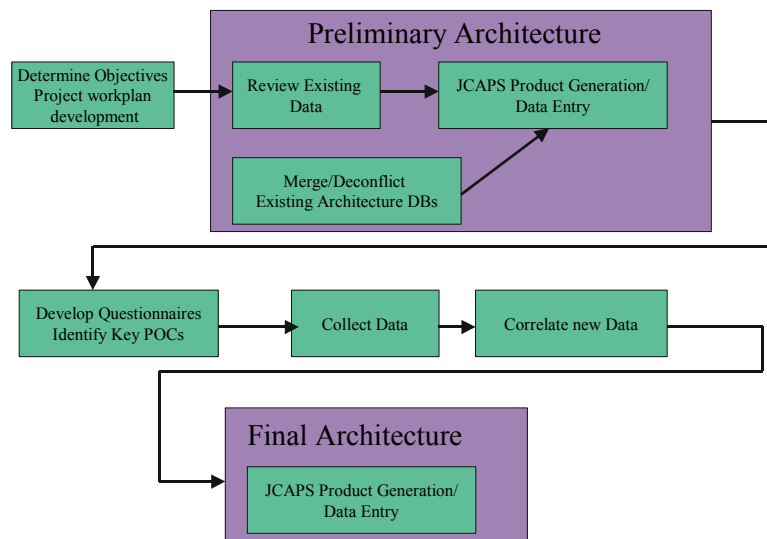 Preliminary Architecture
Determine Objectives
Project workplan
development
Review Existing
Data
JCAPS Product Generation/
Data Entry
Merge/Deconflict
Existing Architecture DBs
Develop Questionnaires
Identify Key POCs
Collect Data
Correlate new Data
Final Architecture
JCAPS Product Generation/
Data Entry